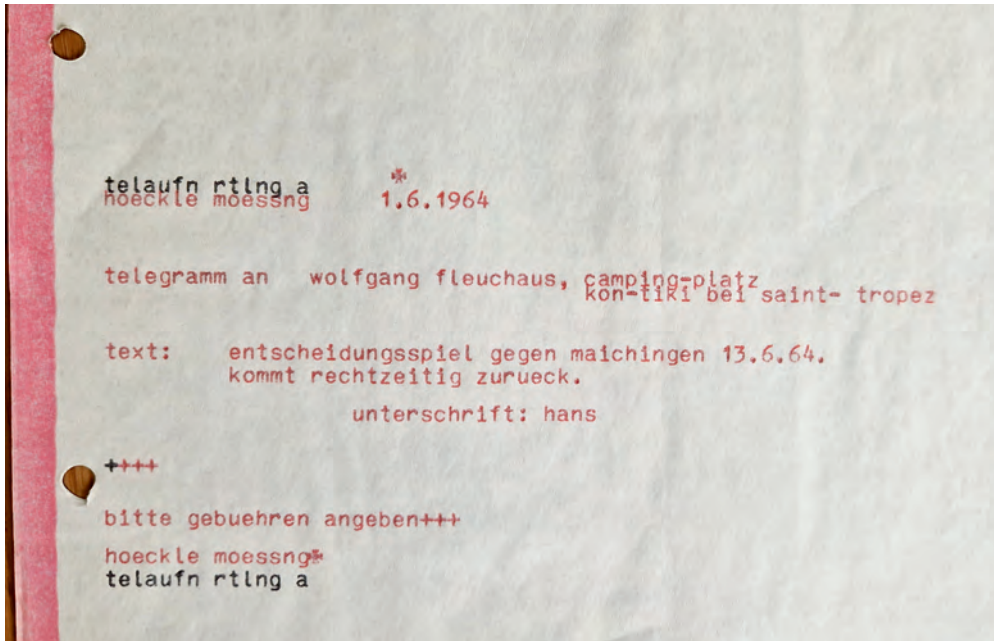 telaufn rtlng a
hoeckle moessng 1.6.1964
telegramm an wolfgang fleuchaus, camping-platz
kon-tiki bei saint- tropez
text: entscheidungsspiel gegen maichingen 13.6.64.
kommt rechtzeitig zurueck.
unterschrift: hans
++++
bitte gebuehren angeben+++
hoeckle moessng
telaufn rtlng a